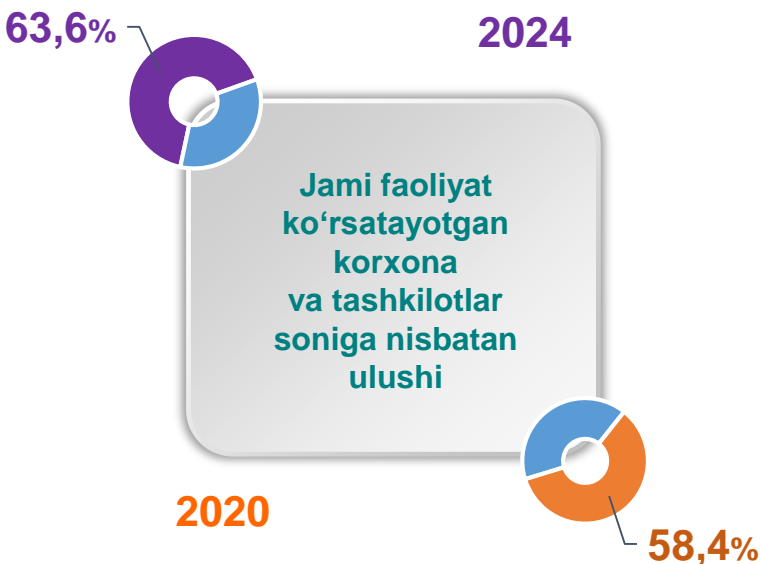 63,6%
2024
Jami faoliyat
ko‘rsatayotgan
korxona
va tashkilotlar
soniga nisbatan
ulushi
2020
58,4%